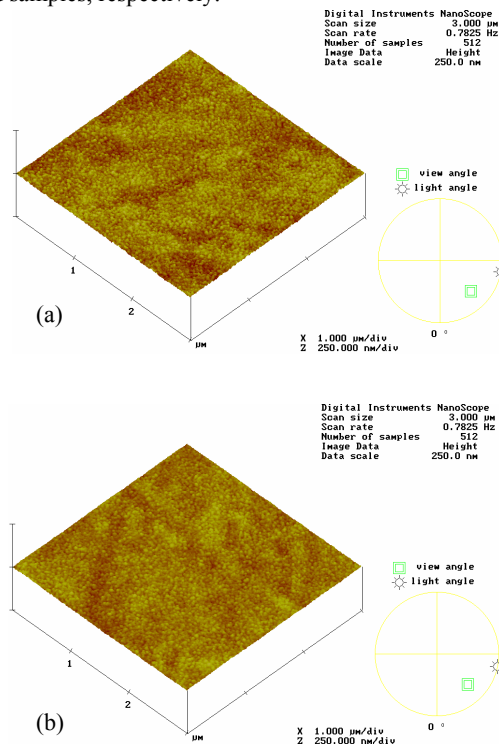 samples, respectively.
Digital Instruments NanoScope
Scan size 3.000 µm
Scan rate 0.7825 Hz
Number of samples 512
Image Data Height
Data scale 250.0 nm
view angle
light angle
1
2
µm
(a)
X 1.000 µm/div
Z 250.000 nm/div
0 °
Digital Instruments NanoScope
Scan size 3.000 µm
Scan rate 0.7825 Hz
Number of samples 512
Image Data Height
Data scale 250.0 nm
view angle
light angle
1
2
µm
(b)
X 1.000 µm/div
Z 250.000 nm/div
0 °